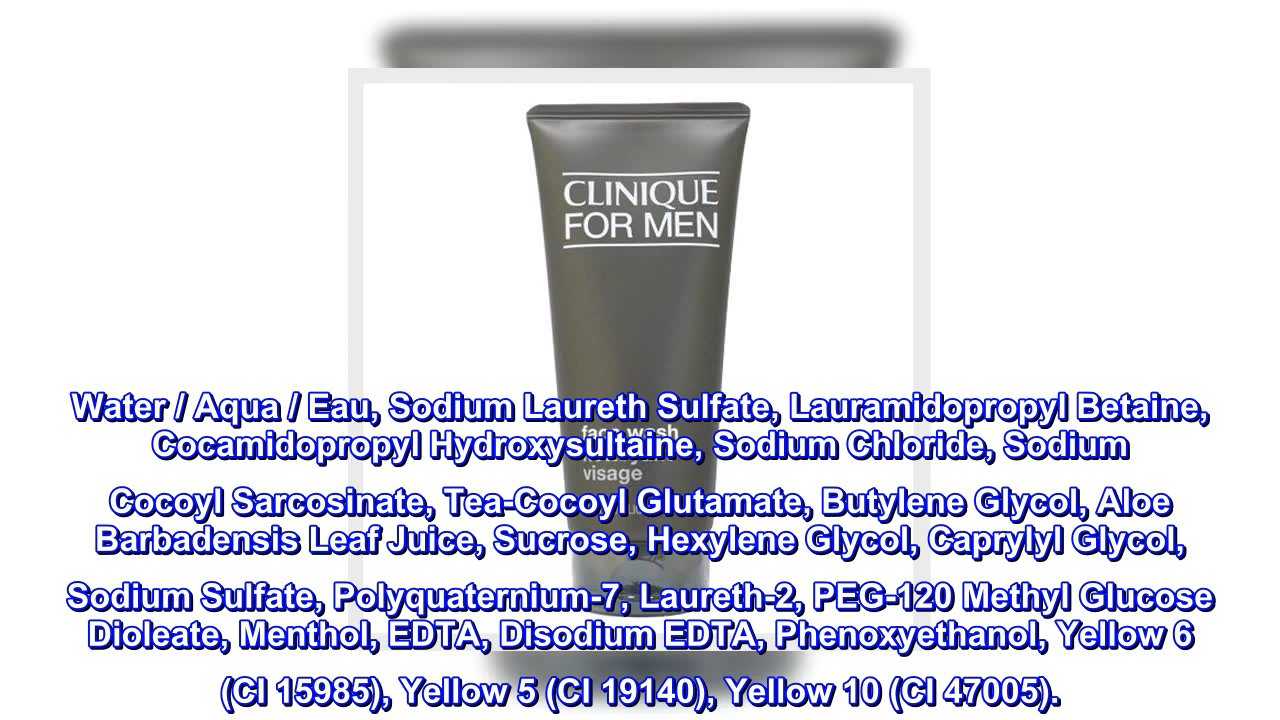 CLINIQUE
FOR MEN
face wash
visage
Water / Aqua / Eau, Sodium Laureth Sulfate, Lauramidopropyl Betaine,
Cocamidopropyl Hydroxysultaine, Sodium Chloride, Sodium
Cocoyl Sarcosinate, Tea-Cocoyl Glutamate, Butylene Glycol, Aloe
Barbadensis Leaf Juice, Sucrose, Hexylene Glycol, Caprylyl Glycol,
Sodium Sulfate, Polyquaternium-7, Laureth-2, PEG-120 Methyl Glucose
Dioleate, Menthol, EDTA, Disodium EDTA, Phenoxyethanol, Yellow 6
(CI 15985), Yellow 5 (CI 19140), Yellow 10 (CI 47005).